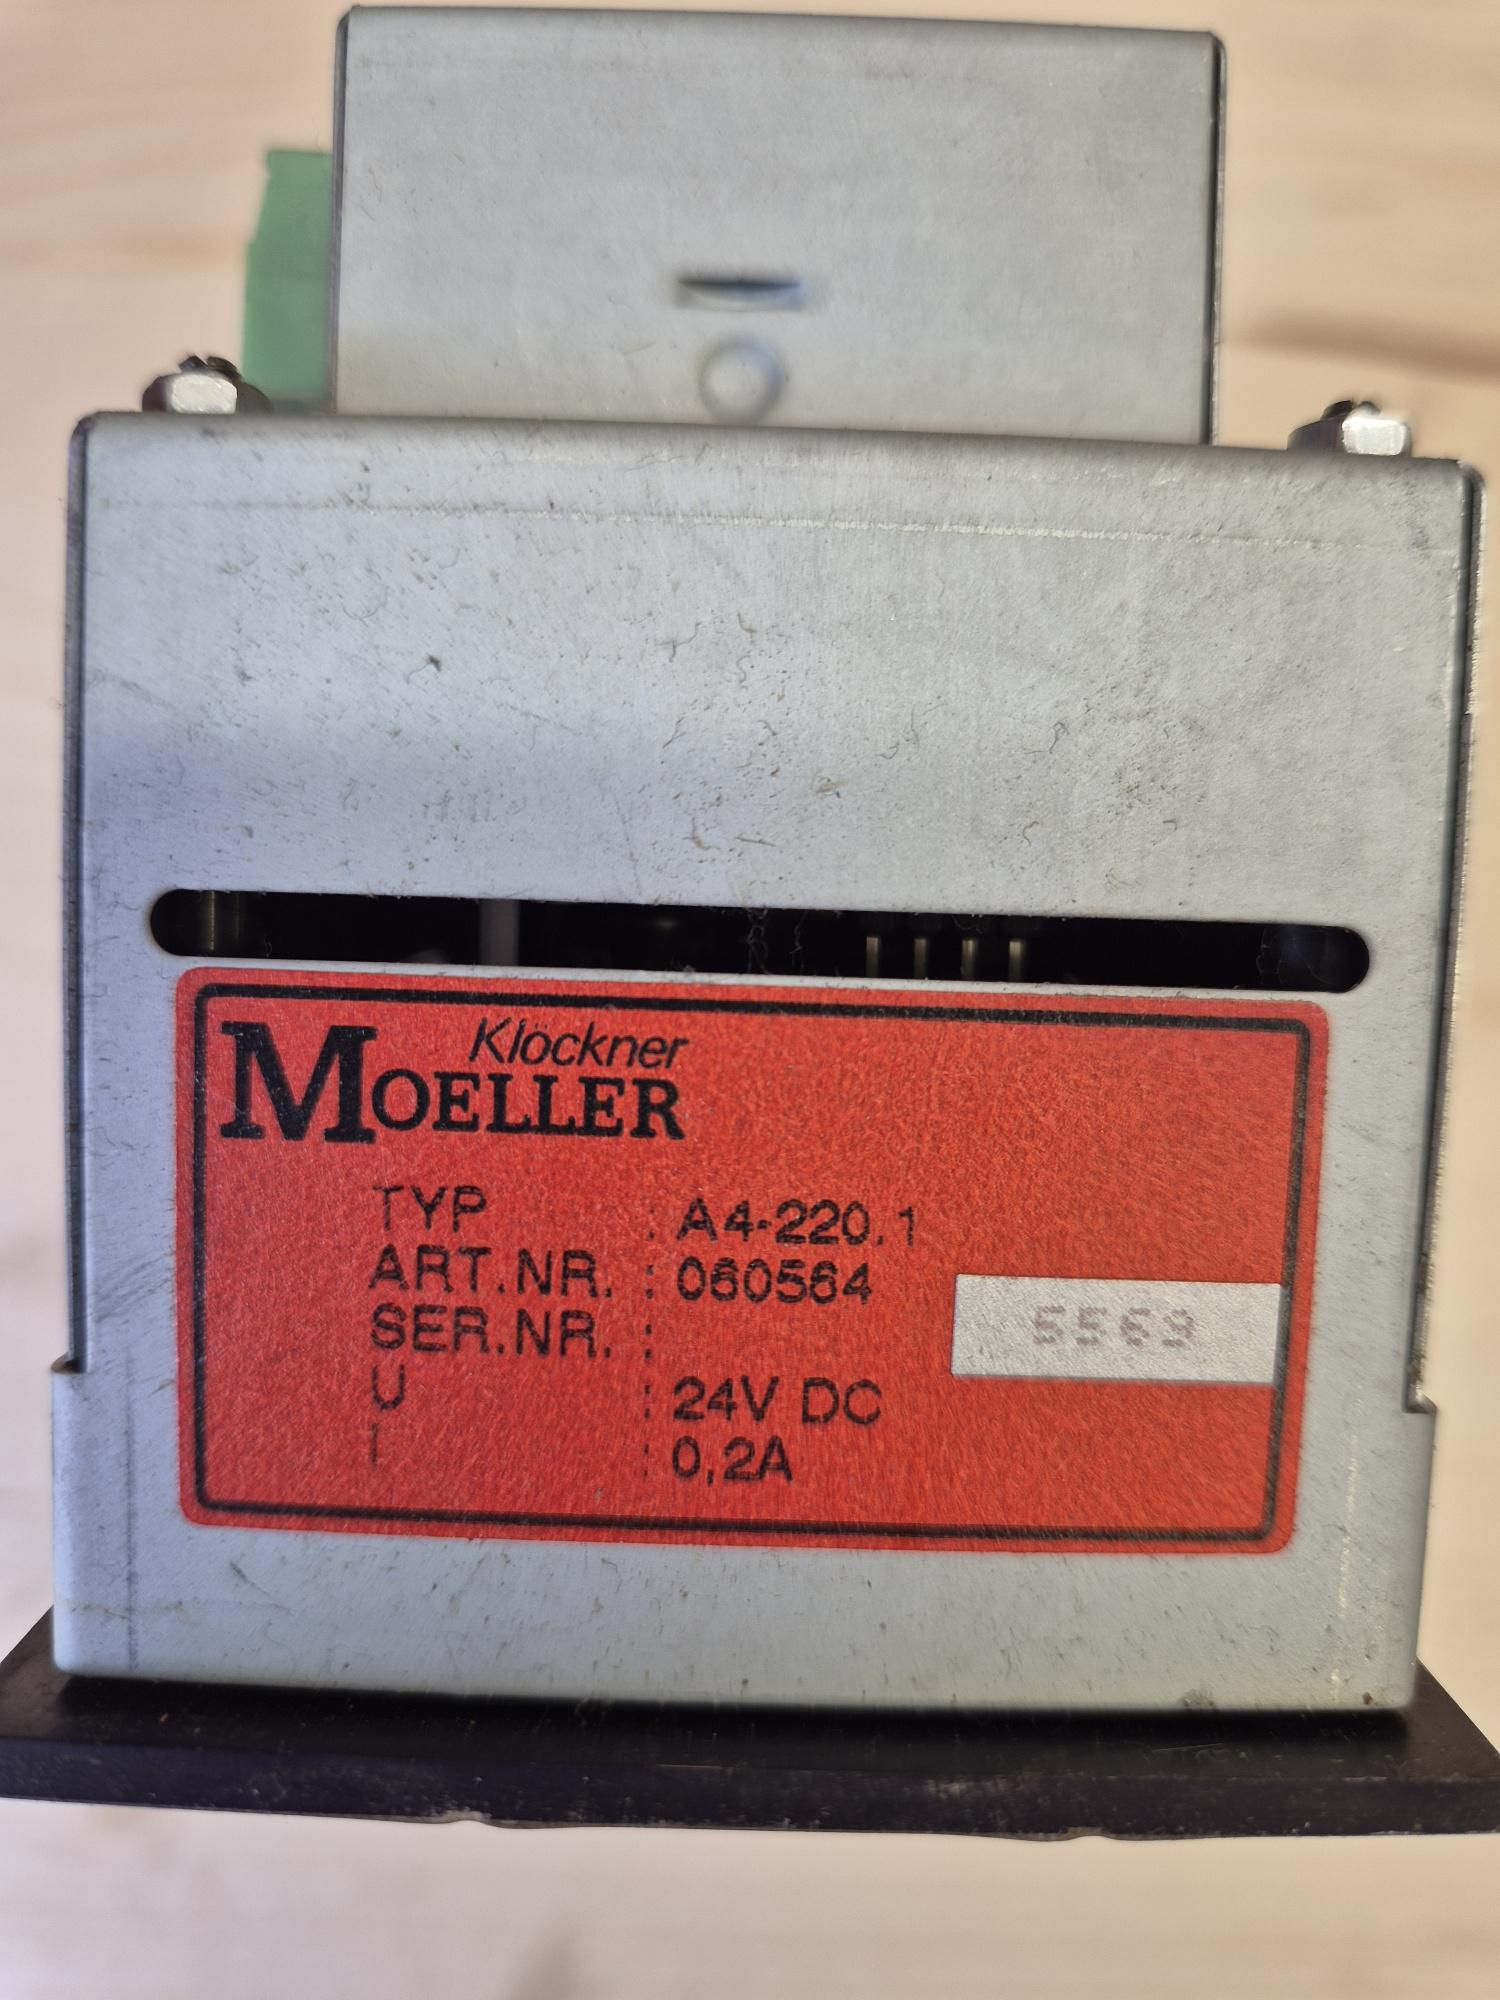 Klöckner
MOELLER
TYP : A4-220.1
ART.NR. : 060564
SER.NR. : 5569
U : 24V DC
I : 0,2A